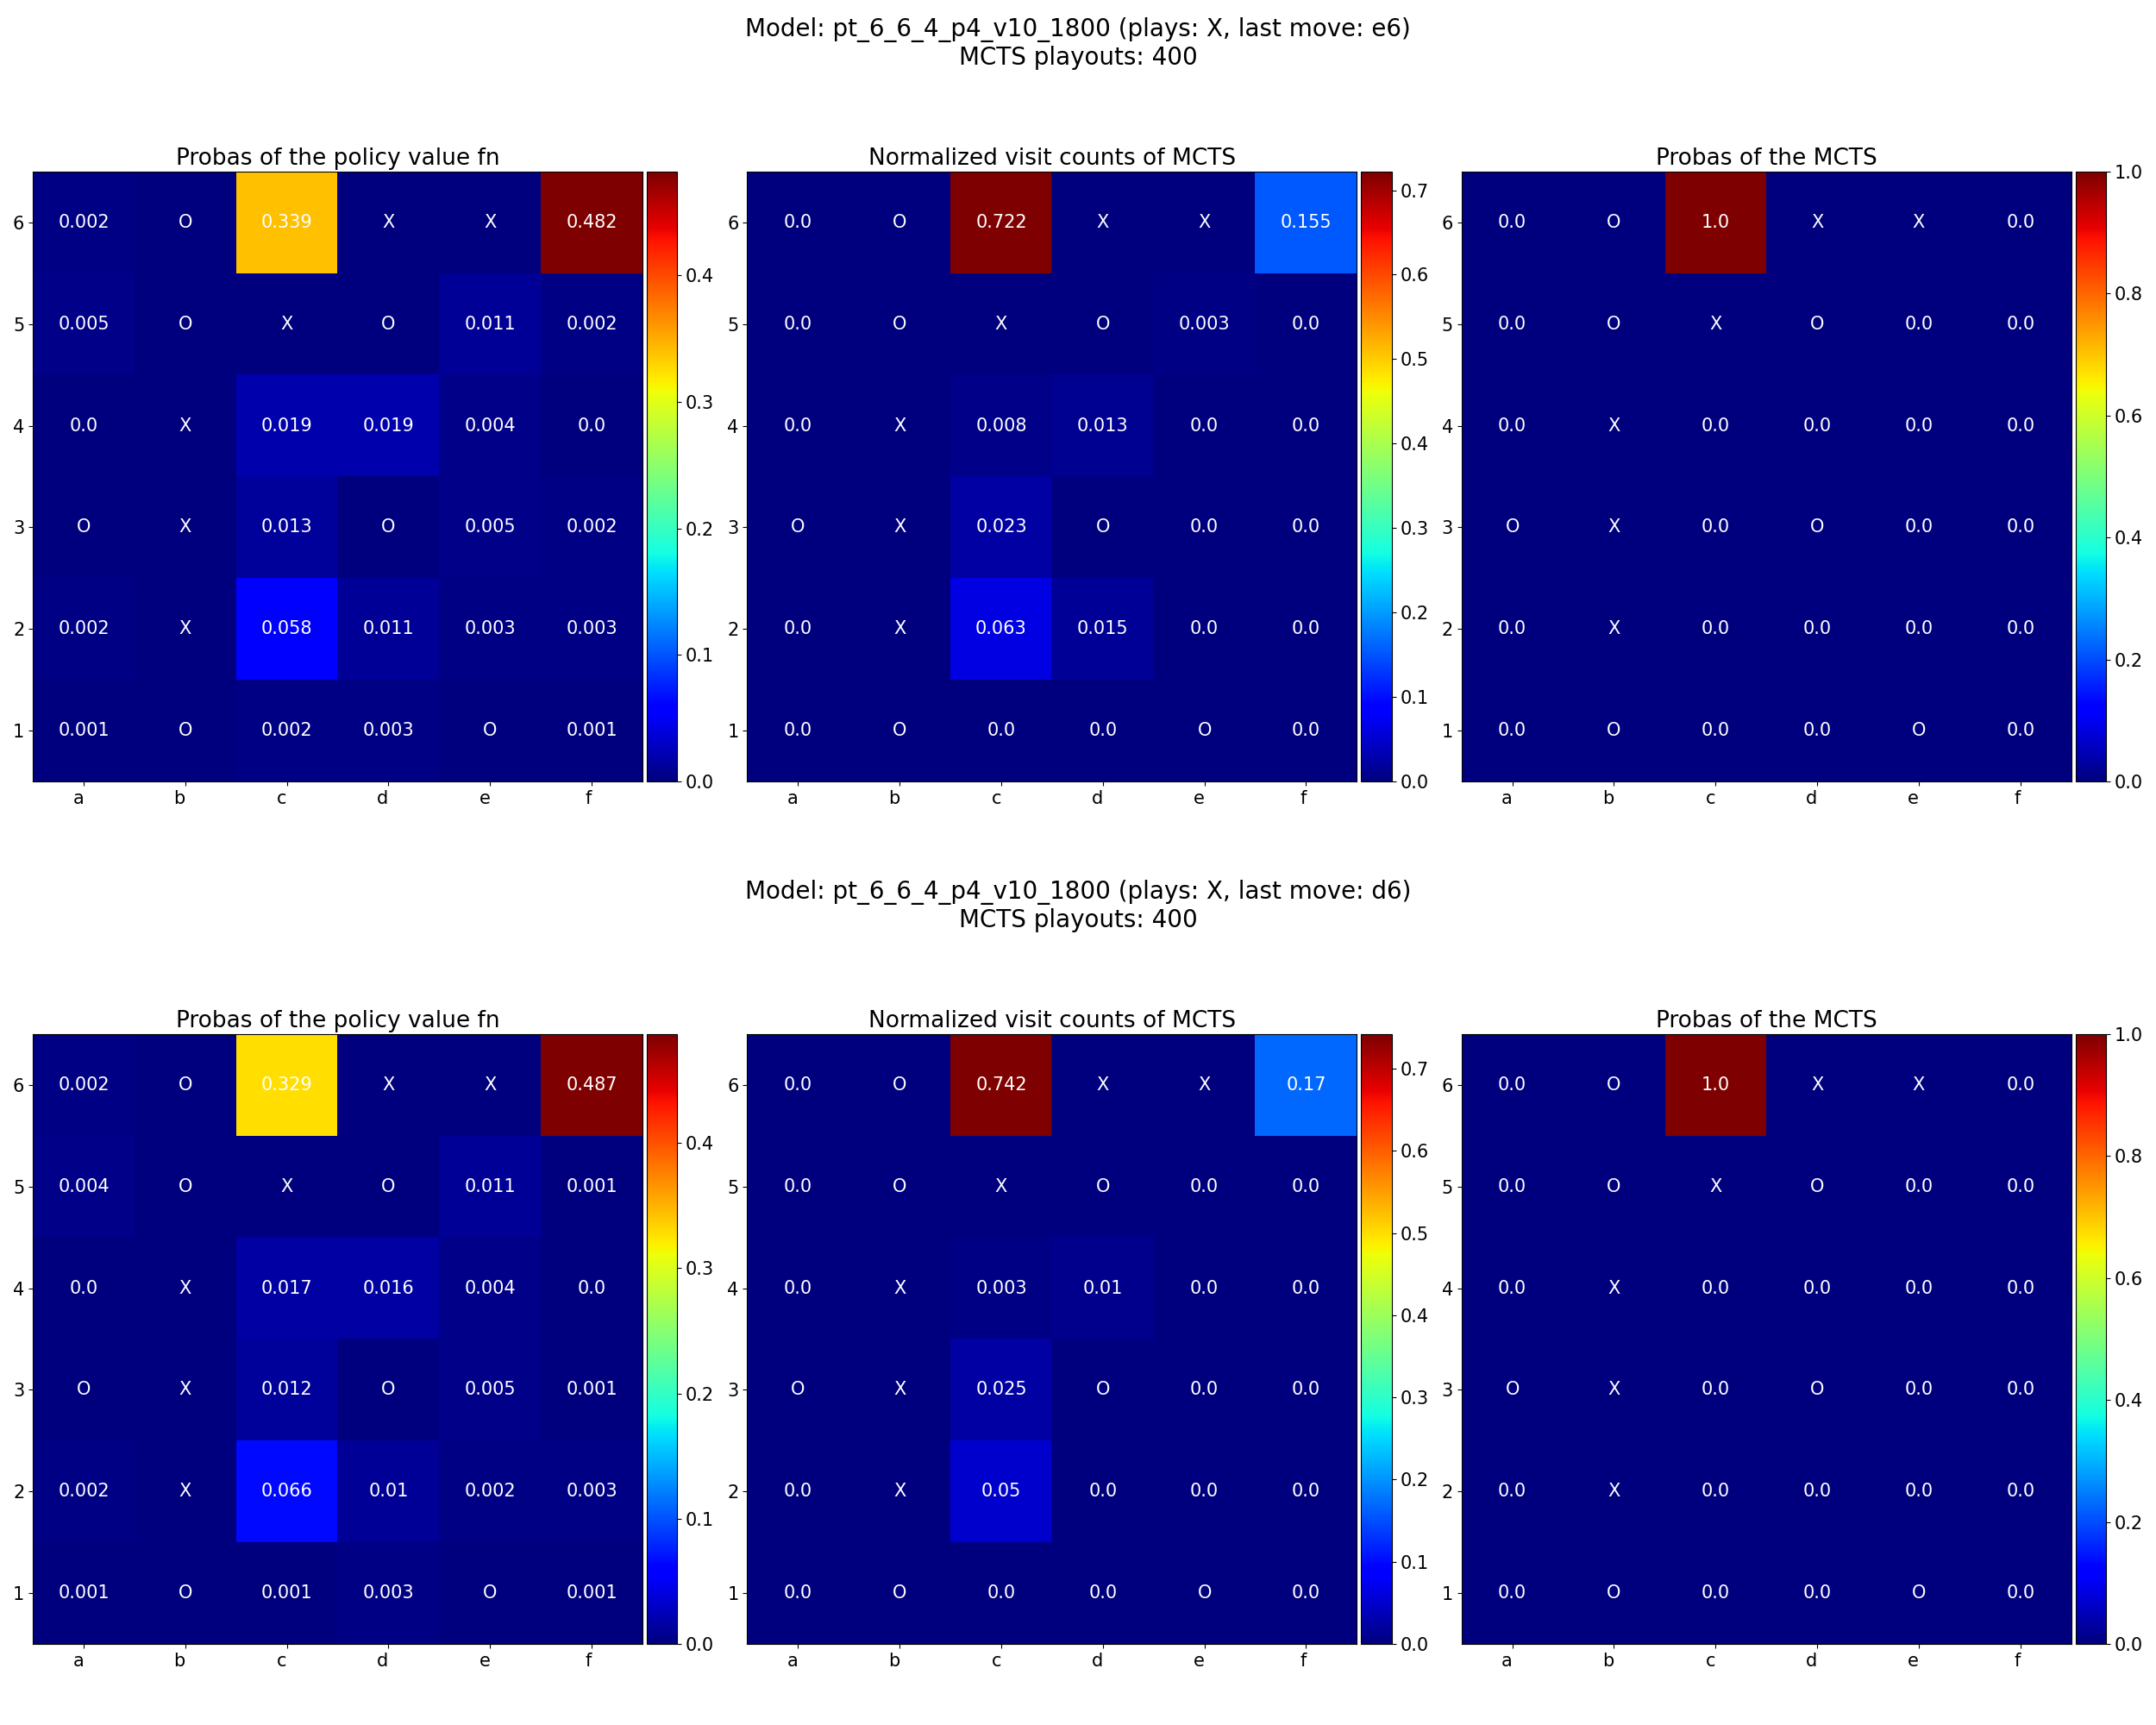 Model: pt_6_6_4_p4_v10_1800 (plays: X, last move: e6)
MCTS playouts: 400
Probas of the policy value fn
6 0.002 O 0.339 X X 0.482
5 0.005 O X O 0.011 0.002
4 0.0 X 0.019 0.019 0.004 0.0
3 O X 0.013 O 0.005 0.002
2 0.002 X 0.058 0.011 0.003 0.003
1 0.001 O 0.002 0.003 O 0.001
a b c d e f
0.4
0.3
0.2
0.1
0.0
Normalized visit counts of MCTS
6 0.0 O 0.722 X X 0.155
5 0.0 O X O 0.003 0.0
4 0.0 X 0.008 0.013 0.0 0.0
3 O X 0.023 O 0.0 0.0
2 0.0 X 0.063 0.015 0.0 0.0
1 0.0 O 0.0 0.0 O 0.0
a b c d e f
0.7
0.6
0.5
0.4
0.3
0.2
0.1
0.0
Probas of the MCTS
6 0.0 O 1.0 X X 0.0
5 0.0 O X O 0.0 0.0
4 0.0 X 0.0 0.0 0.0 0.0
3 O X 0.0 O 0.0 0.0
2 0.0 X 0.0 0.0 0.0 0.0
1 0.0 O 0.0 0.0 O 0.0
a b c d e f
1.0
0.8
0.6
0.4
0.2
0.0
Model: pt_6_6_4_p4_v10_1800 (plays: X, last move: d6)
MCTS playouts: 400
Probas of the policy value fn
6 0.002 O 0.329 X X 0.487
5 0.004 O X O 0.011 0.001
4 0.0 X 0.017 0.016 0.004 0.0
3 O X 0.012 O 0.005 0.001
2 0.002 X 0.066 0.01 0.002 0.003
1 0.001 O 0.001 0.003 O 0.001
a b c d e f
0.4
0.3
0.2
0.1
0.0
Normalized visit counts of MCTS
6 0.0 O 0.742 X X 0.17
5 0.0 O X O 0.0 0.0
4 0.0 X 0.003 0.01 0.0 0.0
3 O X 0.025 O 0.0 0.0
2 0.0 X 0.05 0.0 0.0 0.0
1 0.0 O 0.0 0.0 O 0.0
a b c d e f
0.7
0.6
0.5
0.4
0.3
0.2
0.1
0.0
Probas of the MCTS
6 0.0 O 1.0 X X 0.0
5 0.0 O X O 0.0 0.0
4 0.0 X 0.0 0.0 0.0 0.0
3 O X 0.0 O 0.0 0.0
2 0.0 X 0.0 0.0 0.0 0.0
1 0.0 O 0.0 0.0 O 0.0
a b c d e f
1.0
0.8
0.6
0.4
0.2
0.0